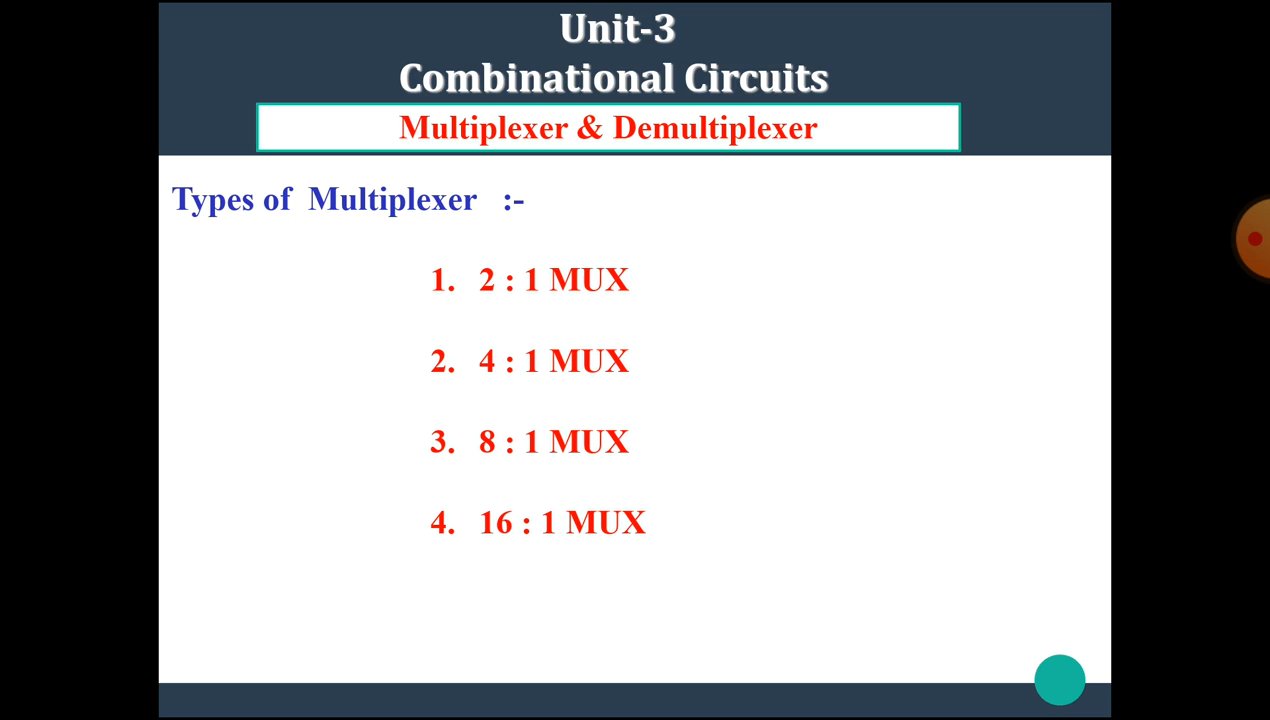 Unit-3
Combinational Circuits
Multiplexer & Demultiplexer
Types of Multiplexer :-
1. 2 : 1 MUX
2. 4 : 1 MUX
3. 8 : 1 MUX
4. 16 : 1 MUX